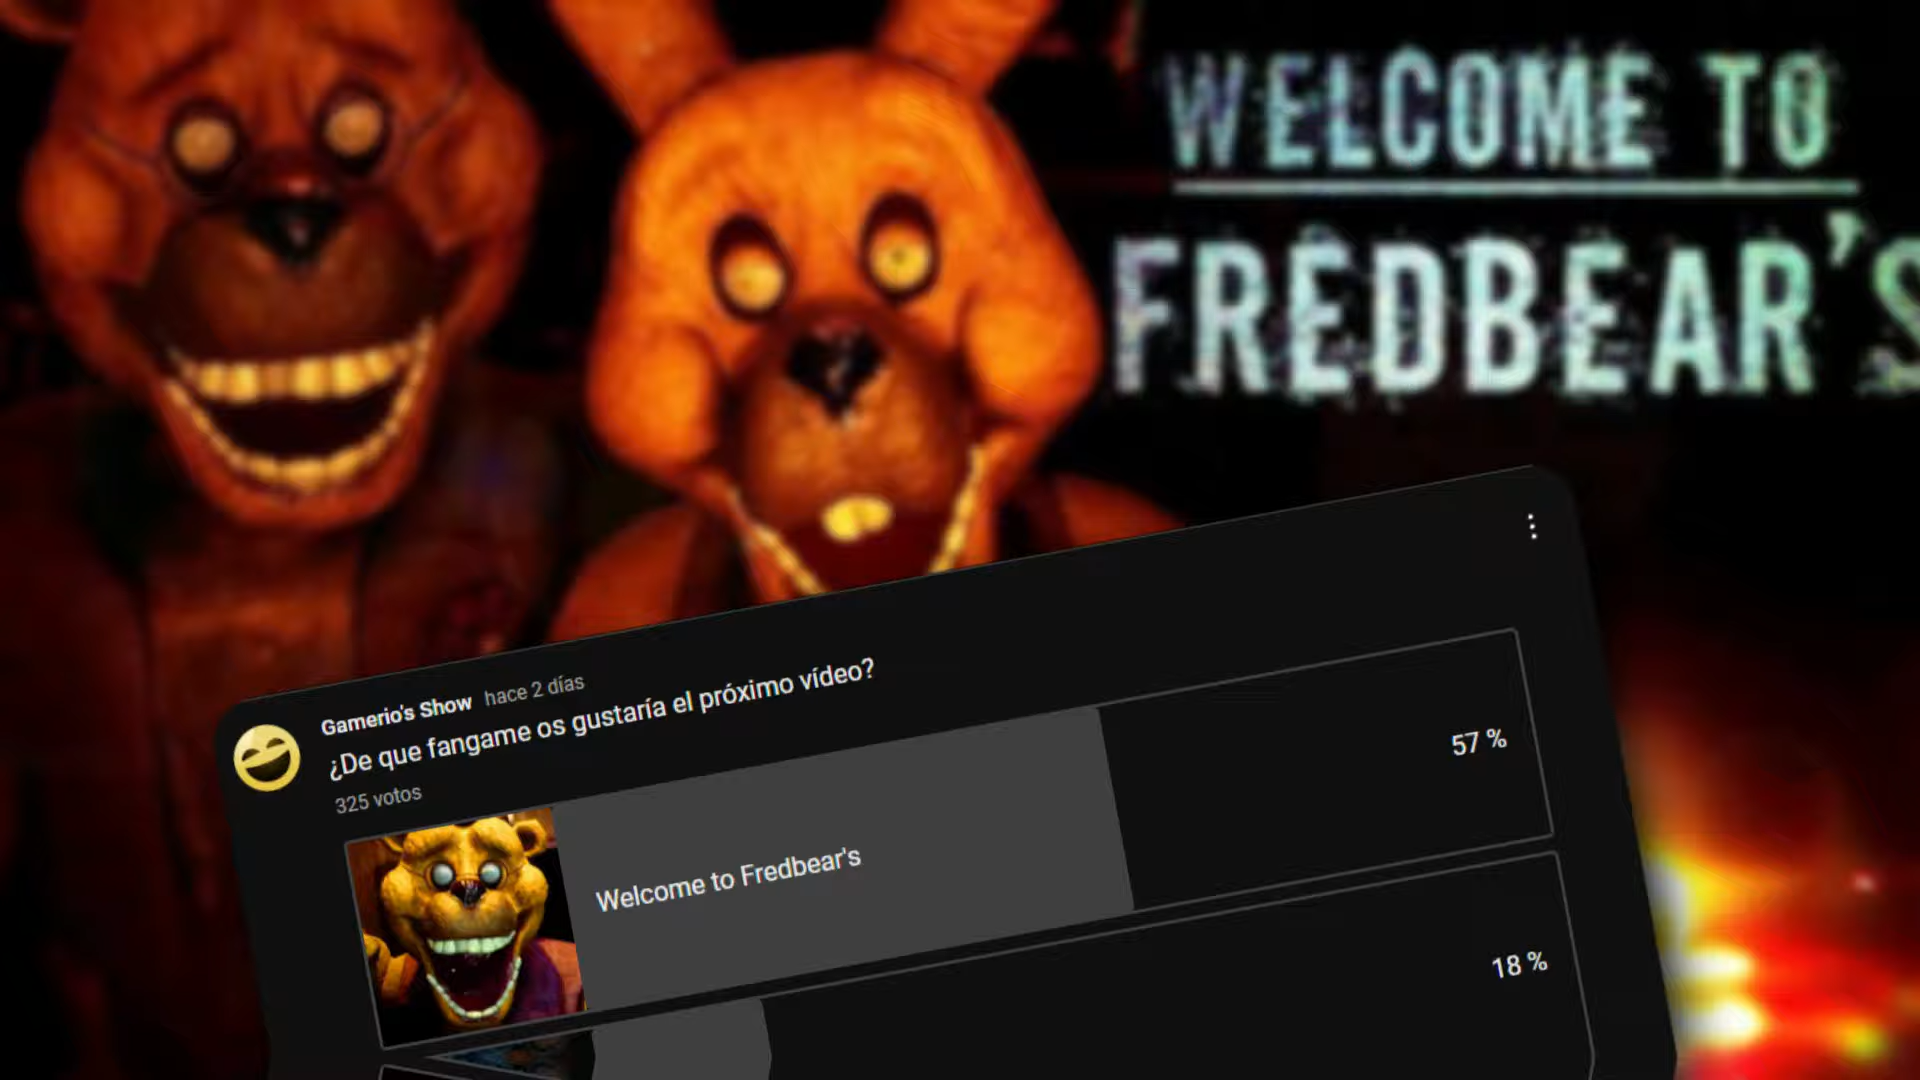 WELCOME TO
FREDBEAR'S
Gamerio's Show hace 2 días
¿De que fangame os gustaría el próximo vídeo?
325 votos
Welcome to Fredbear's
57 %
18 %